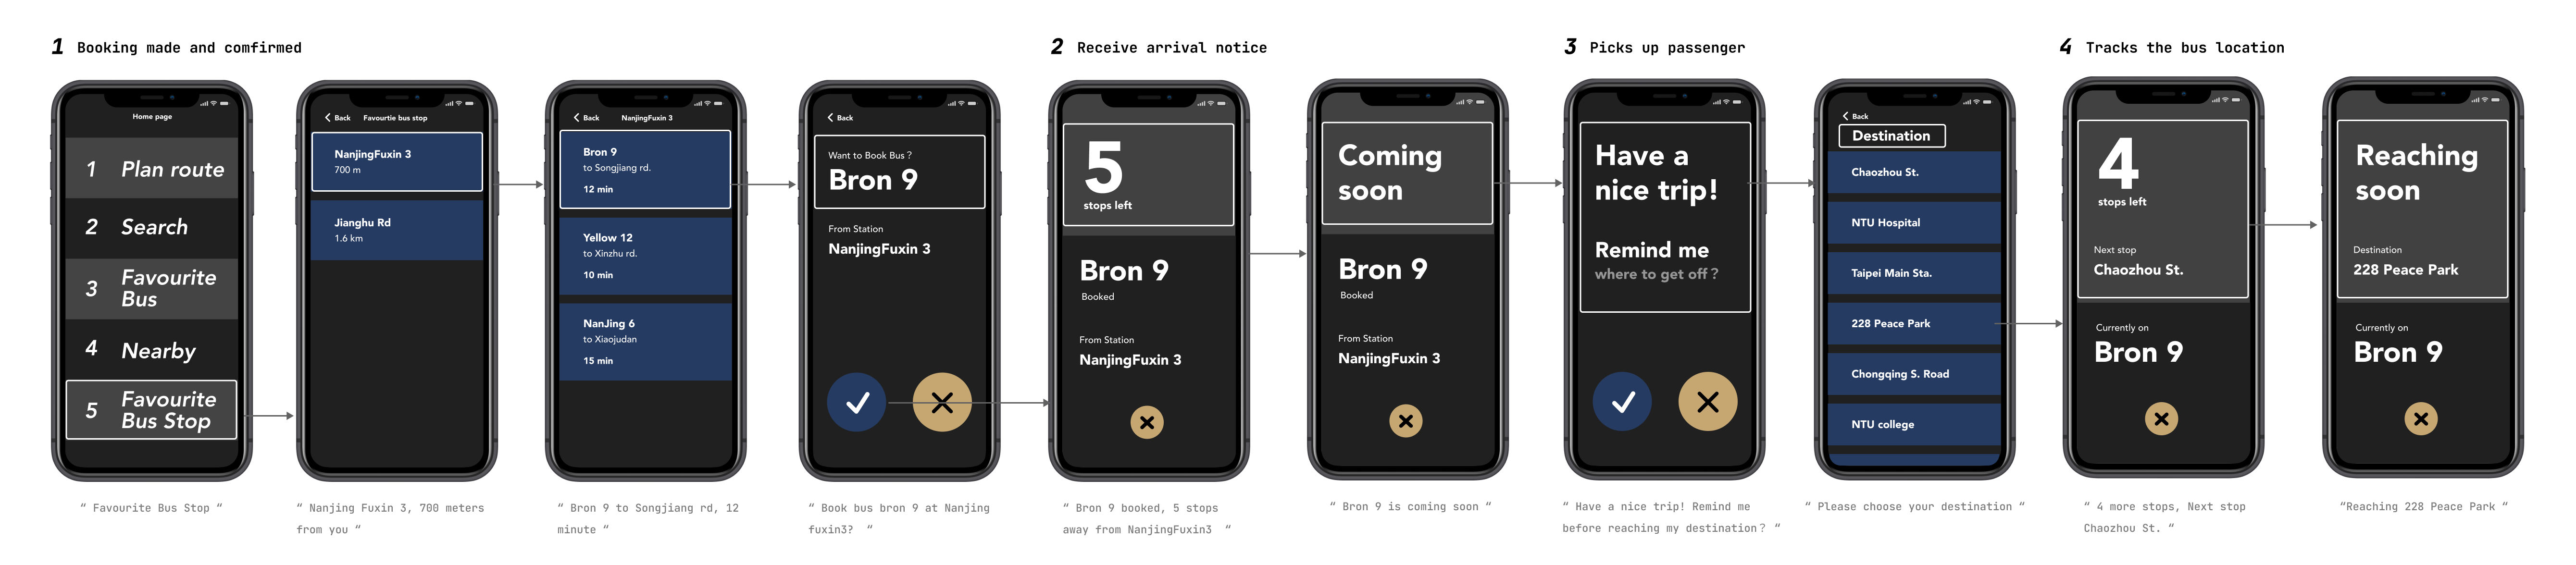 1 Booking made and comfirmed
Home page
1 Plan route
2 Search
3 Favourite
Bus
4 Nearby
5 Favourite
Bus Stop
“ Favourite Bus Stop “
Back Favourtie bus stop
NanjingFuxin 3
700 m
Jianghu Rd
1.6 km
“ Nanjing Fuxin 3, 700 meters
from you “
Back NanjingFuxin 3
Bron 9
to Songjiang rd.
12 min
Yellow 12
to Xinzhu rd.
10 min
NanJing 6
to Xiaojudan
15 min
“ Bron 9 to Songjiang rd, 12
minute “
Back
Want to Book Bus ?
Bron 9
From Station
NanjingFuxin 3
“ Book bus bron 9 at Nanjing
fuxin3? “
2 Receive arrival notice
5
stops left
Bron 9
Booked
From Station
NanjingFuxin 3
“ Bron 9 booked, 5 stops
away from NanjingFuxin3 “
Coming
soon
Bron 9
Booked
From Station
NanjingFuxin 3
“ Bron 9 is coming soon “
3 Picks up passenger
Have a
nice trip!
Remind me
where to get off ?
“ Have a nice trip! Remind me
before reaching my destination? “
Back
Destination
Chaozhou St.
NTU Hospital
Taipei Main Sta.
228 Peace Park
Chongqing S. Road
NTU college
“ Please choose your destination “
4 Tracks the bus location
4
stops left
Next stop
Chaozhou St.
Currently on
Bron 9
“ 4 more stops, Next stop
Chaozhou St. “
Reaching
soon
Destination
228 Peace Park
Currently on
Bron 9
“Reaching 228 Peace Park “